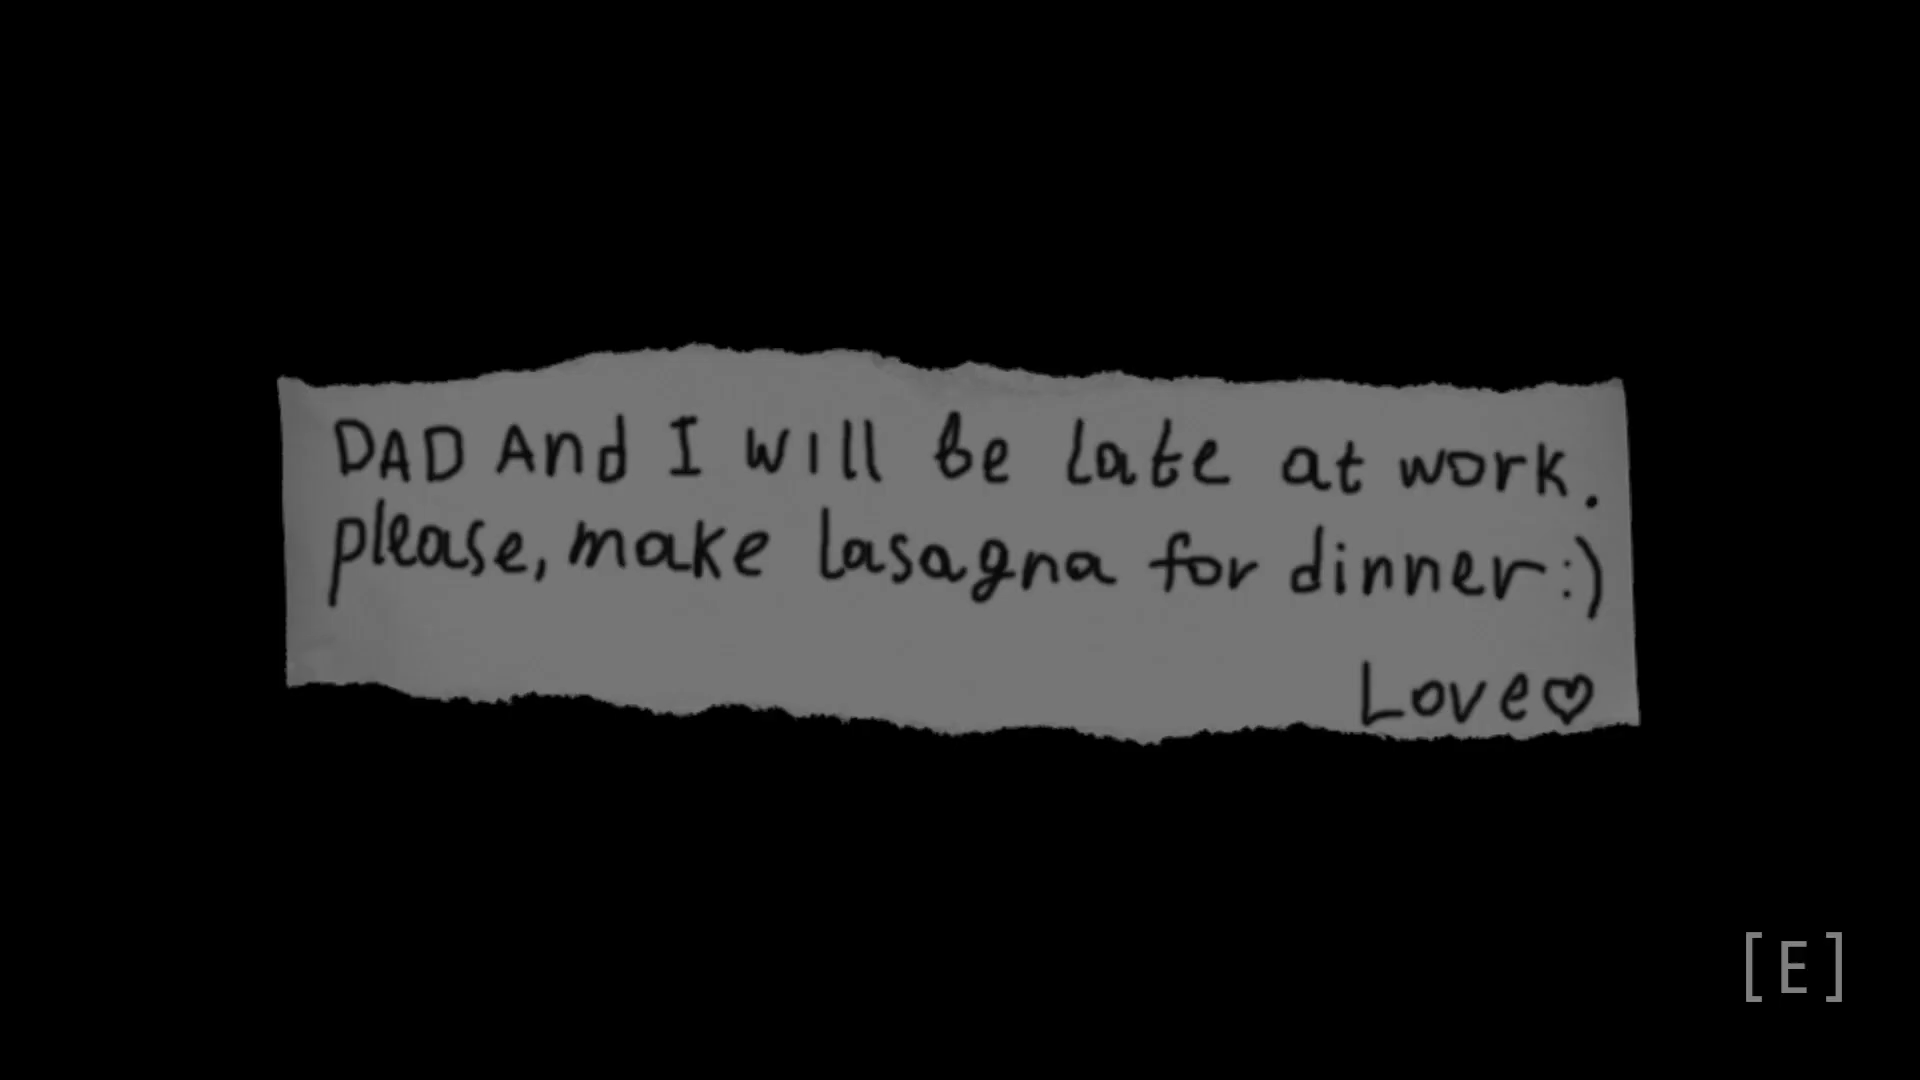 DAD And I will be late at work.
please, make lasagna for dinner:)
Love♡
[E]